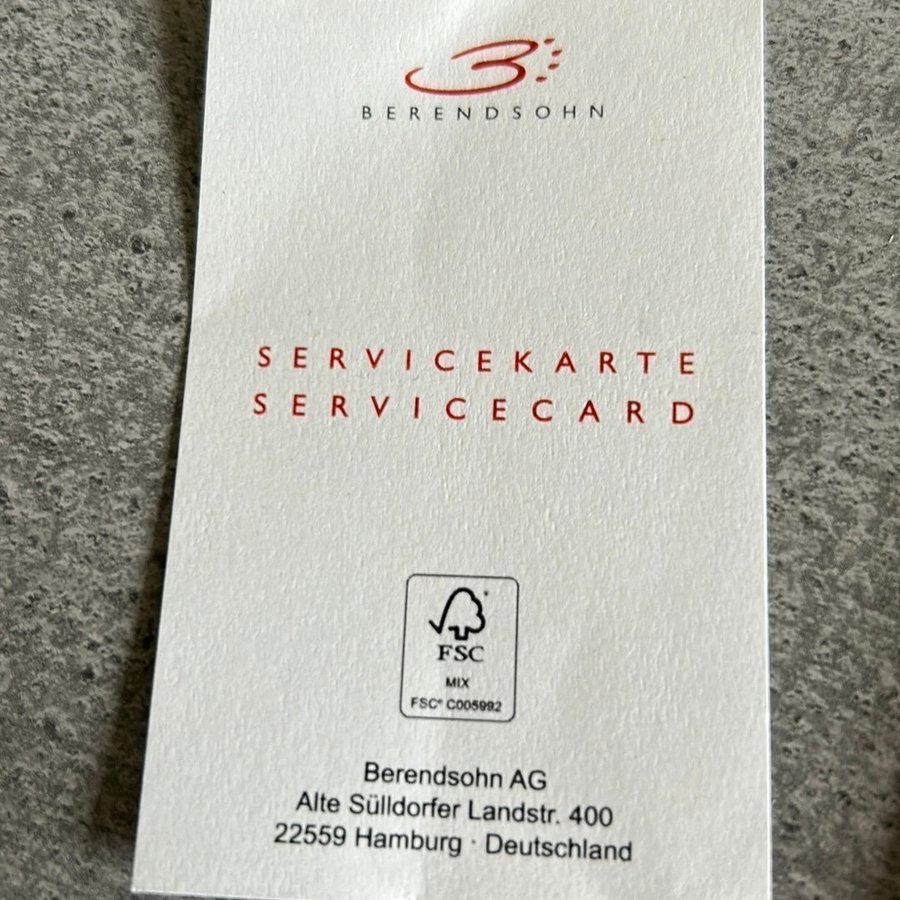 BERENDSOHN
SERVICEKARTE
SERVICECARD
FSC
MIX
FSC® C005992
Berendsohn AG
Alte Sülldorfer Landstr. 400
22559 Hamburg · Deutschland